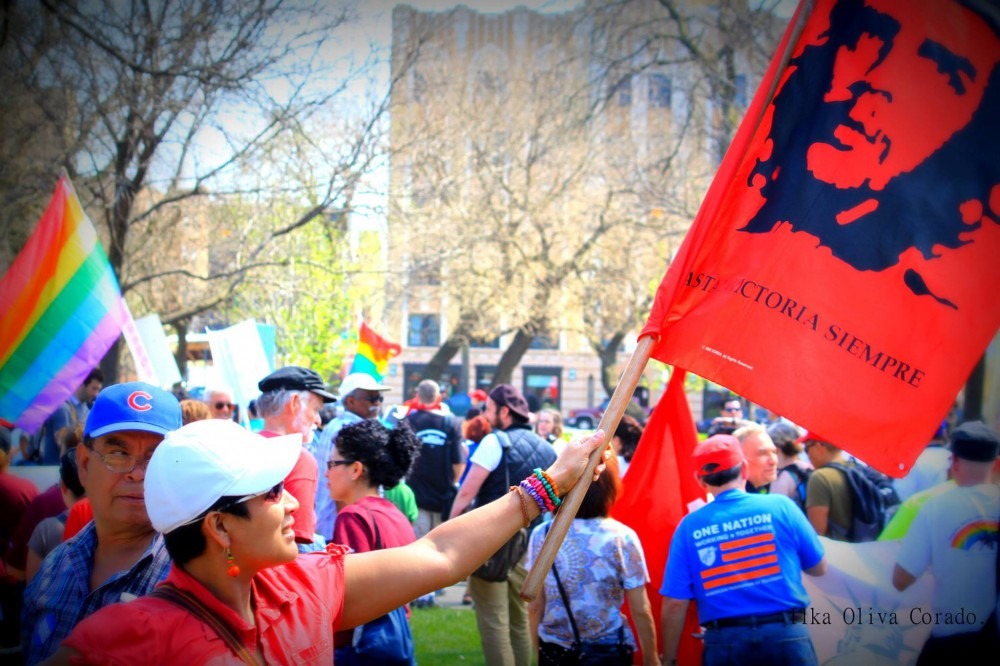 ASTA VICTORIA SIEMPRE
C
ONE NATION
WORKING TOGETHER
Ilka Oliva Corado.